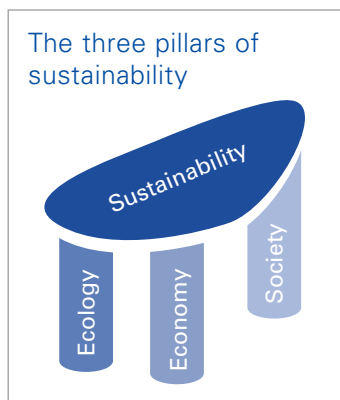 The three pillars of
sustainability
Sustainability
Ecology
Economy
Society